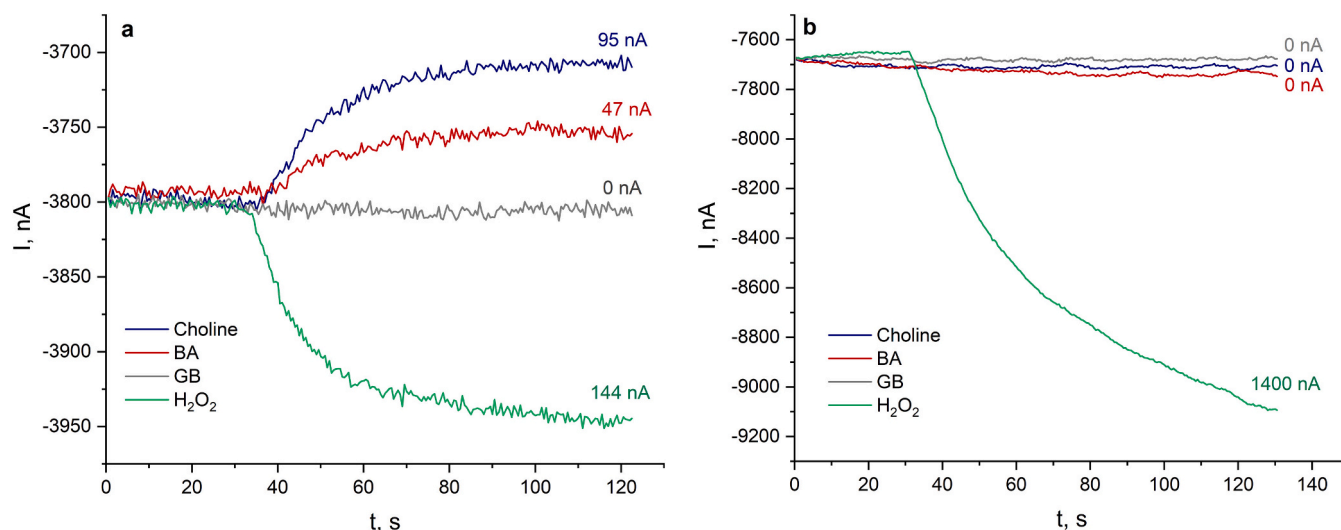 a
95 nA
47 nA
0 nA
144 nA
-3700
-3750
-3800
-3850
-3900
-3950
I, nA
Choline
BA
GB
H₂O₂
0 20 40 60 80 100 120
t, s
b
0 nA
0 nA
0 nA
1400 nA
-7600
-7800
-8000
-8200
-8400
-8600
-8800
-9000
-9200
I, nA
Choline
BA
GB
H₂O₂
0 20 40 60 80 100 120 140
t, s